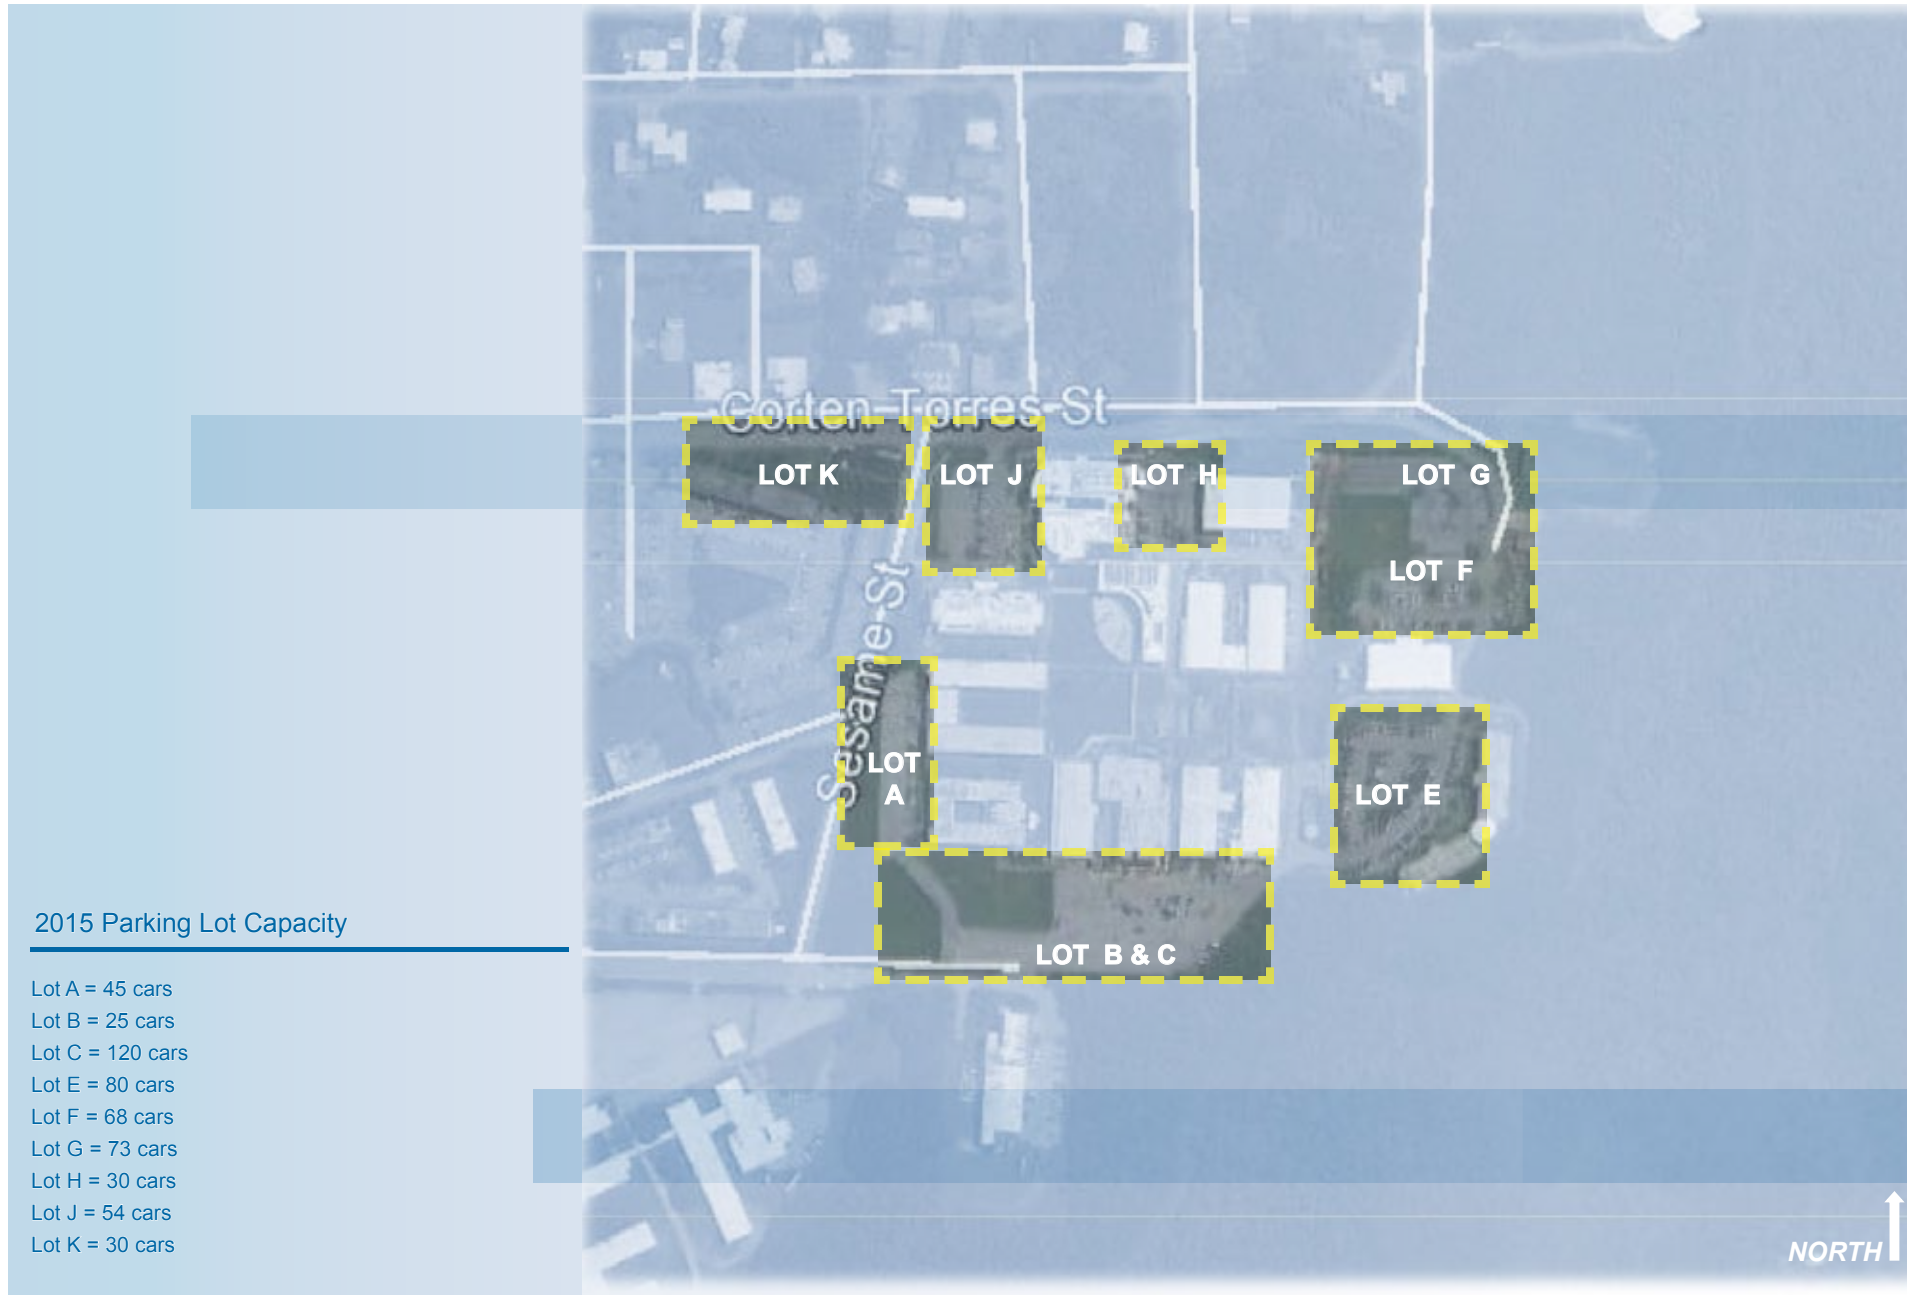 Corten-Torres-St
LOT K
LOT J
LOT H
LOT G
LOT F
Sesame-St
LOT
A
LOT E
LOT B & C
2015 Parking Lot Capacity
Lot A = 45 cars
Lot B = 25 cars
Lot C = 120 cars
Lot E = 80 cars
Lot F = 68 cars
Lot G = 73 cars
Lot H = 30 cars
Lot J = 54 cars
Lot K = 30 cars
NORTH